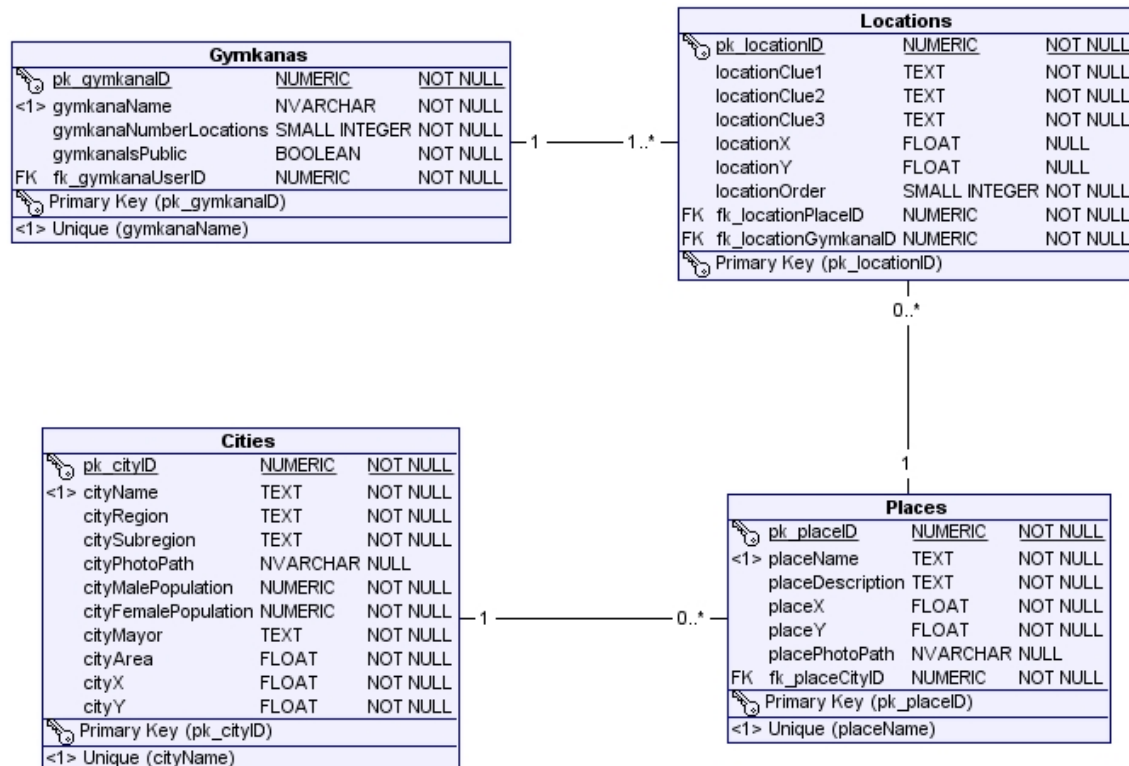 Gymkanas
pk_gymkanaID NUMERIC NOT NULL
<1> gymkanaName NVARCHAR NOT NULL
gymkanaNumberLocations SMALL INTEGER NOT NULL
gymkanaIsPublic BOOLEAN NOT NULL
FK fk_gymkanaUserID NUMERIC NOT NULL
Primary Key (pk_gymkanaID)
<1> Unique (gymkanaName)
1 1..*
Locations
pk_locationID NUMERIC NOT NULL
locationClue1 TEXT NOT NULL
locationClue2 TEXT NOT NULL
locationClue3 TEXT NOT NULL
locationX FLOAT NULL
locationY FLOAT NULL
locationOrder SMALL INTEGER NOT NULL
FK fk_locationPlaceID NUMERIC NOT NULL
FK fk_locationGymkanaID NUMERIC NOT NULL
Primary Key (pk_locationID)
0..*
1
Cities
pk_cityID NUMERIC NOT NULL
<1> cityName TEXT NOT NULL
cityRegion TEXT NOT NULL
citySubregion TEXT NOT NULL
cityPhotoPath NVARCHAR NULL
cityMalePopulation NUMERIC NOT NULL
cityFemalePopulation NUMERIC NOT NULL
cityMayor TEXT NOT NULL
cityArea FLOAT NOT NULL
cityX FLOAT NOT NULL
cityY FLOAT NOT NULL
Primary Key (pk_cityID)
<1> Unique (cityName)
1 0..*
Places
pk_placeID NUMERIC NOT NULL
<1> placeName TEXT NOT NULL
placeDescription TEXT NOT NULL
placeX FLOAT NOT NULL
placeY FLOAT NOT NULL
placePhotoPath NVARCHAR NULL
FK fk_placeCityID NUMERIC NOT NULL
Primary Key (pk_placeID)
<1> Unique (placeName)